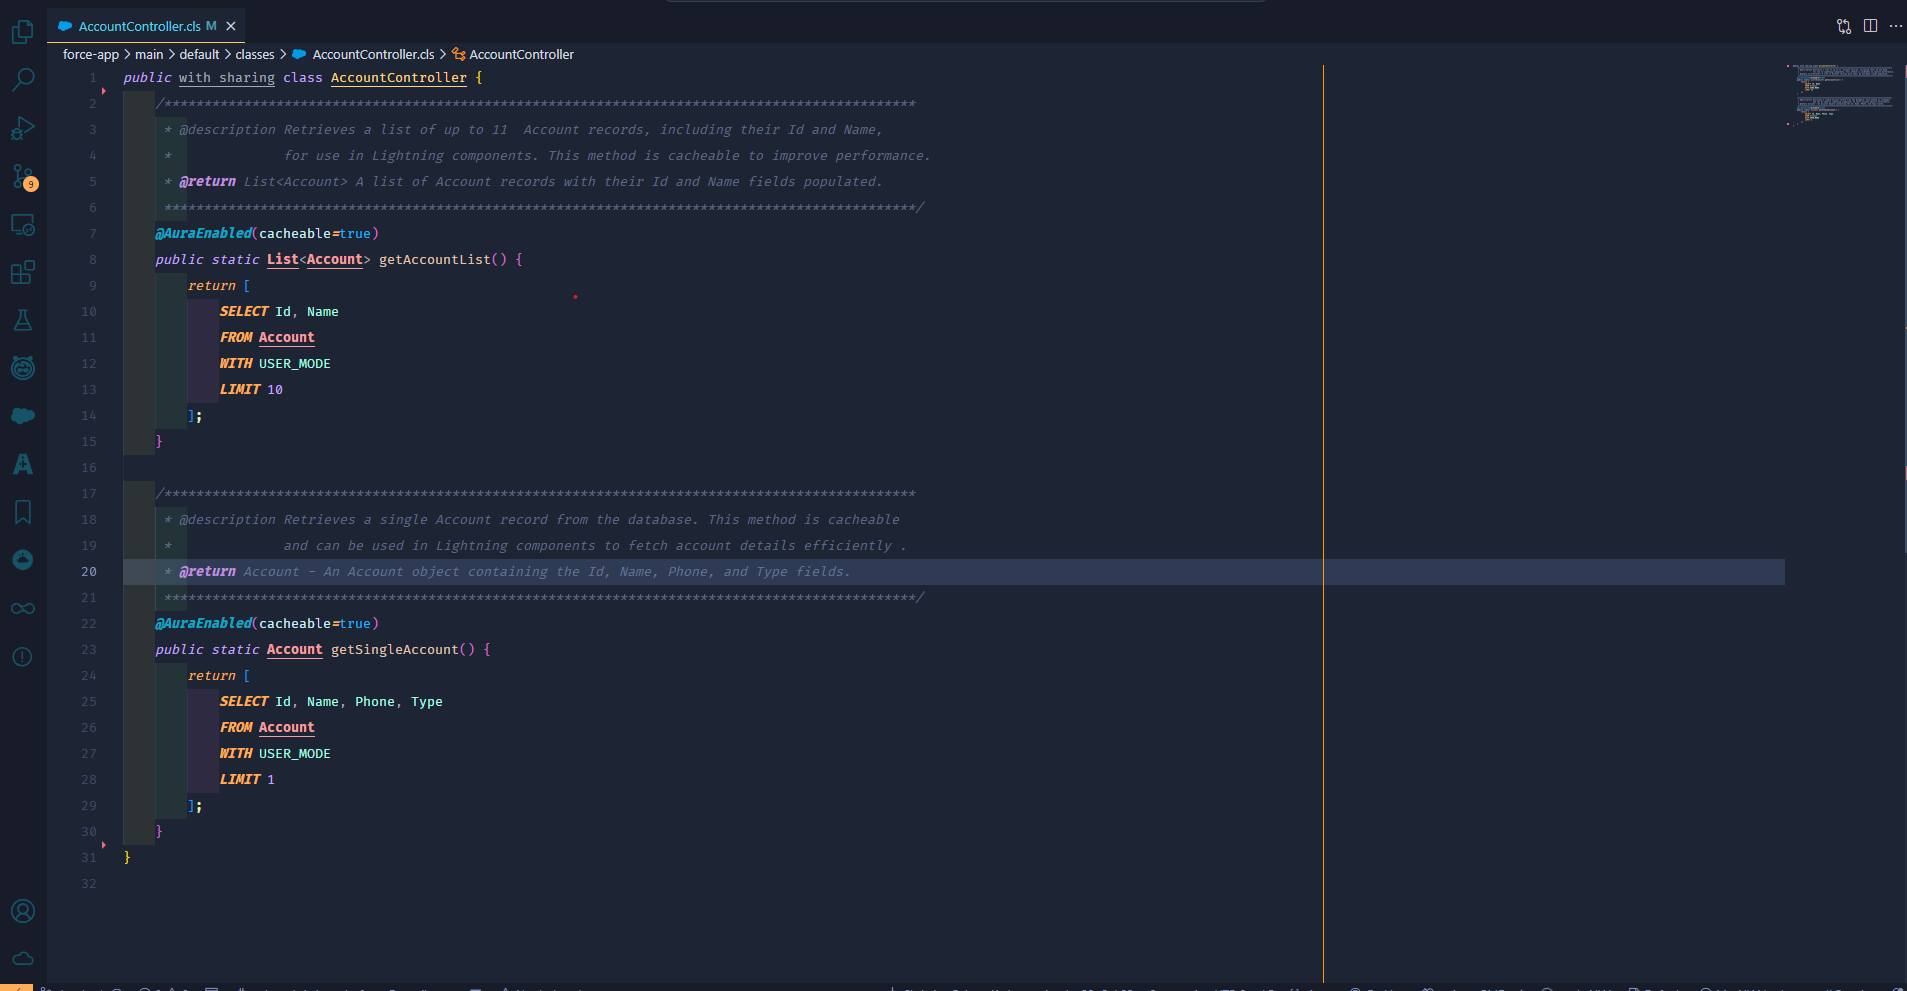 AccountController.cls M
force-app > main > default > classes > AccountController.cls > AccountController
1 public with sharing class AccountController {
2 /**********************************************************************************************
3 * @description Retrieves a list of up to 11  Account records, including their Id and Name,
4 *              for use in Lightning components. This method is cacheable to improve performance.
5 * @return List<Account> A list of Account records with their Id and Name fields populated.
6 **********************************************************************************************/
7 @AuraEnabled(cacheable=true)
8 public static List<Account> getAccountList() {
9 return [
10 SELECT Id, Name
11 FROM Account
12 WITH USER_MODE
13 LIMIT 10
14 ];
15 }
16
17 /**********************************************************************************************
18 * @description Retrieves a single Account record from the database. This method is cacheable
19 *              and can be used in Lightning components to fetch account details efficiently .
20 * @return Account - An Account object containing the Id, Name, Phone, and Type fields.
21 **********************************************************************************************/
22 @AuraEnabled(cacheable=true)
23 public static Account getSingleAccount() {
24 return [
25 SELECT Id, Name, Phone, Type
26 FROM Account
27 WITH USER_MODE
28 LIMIT 1
29 ];
30 }
31 }
32
9